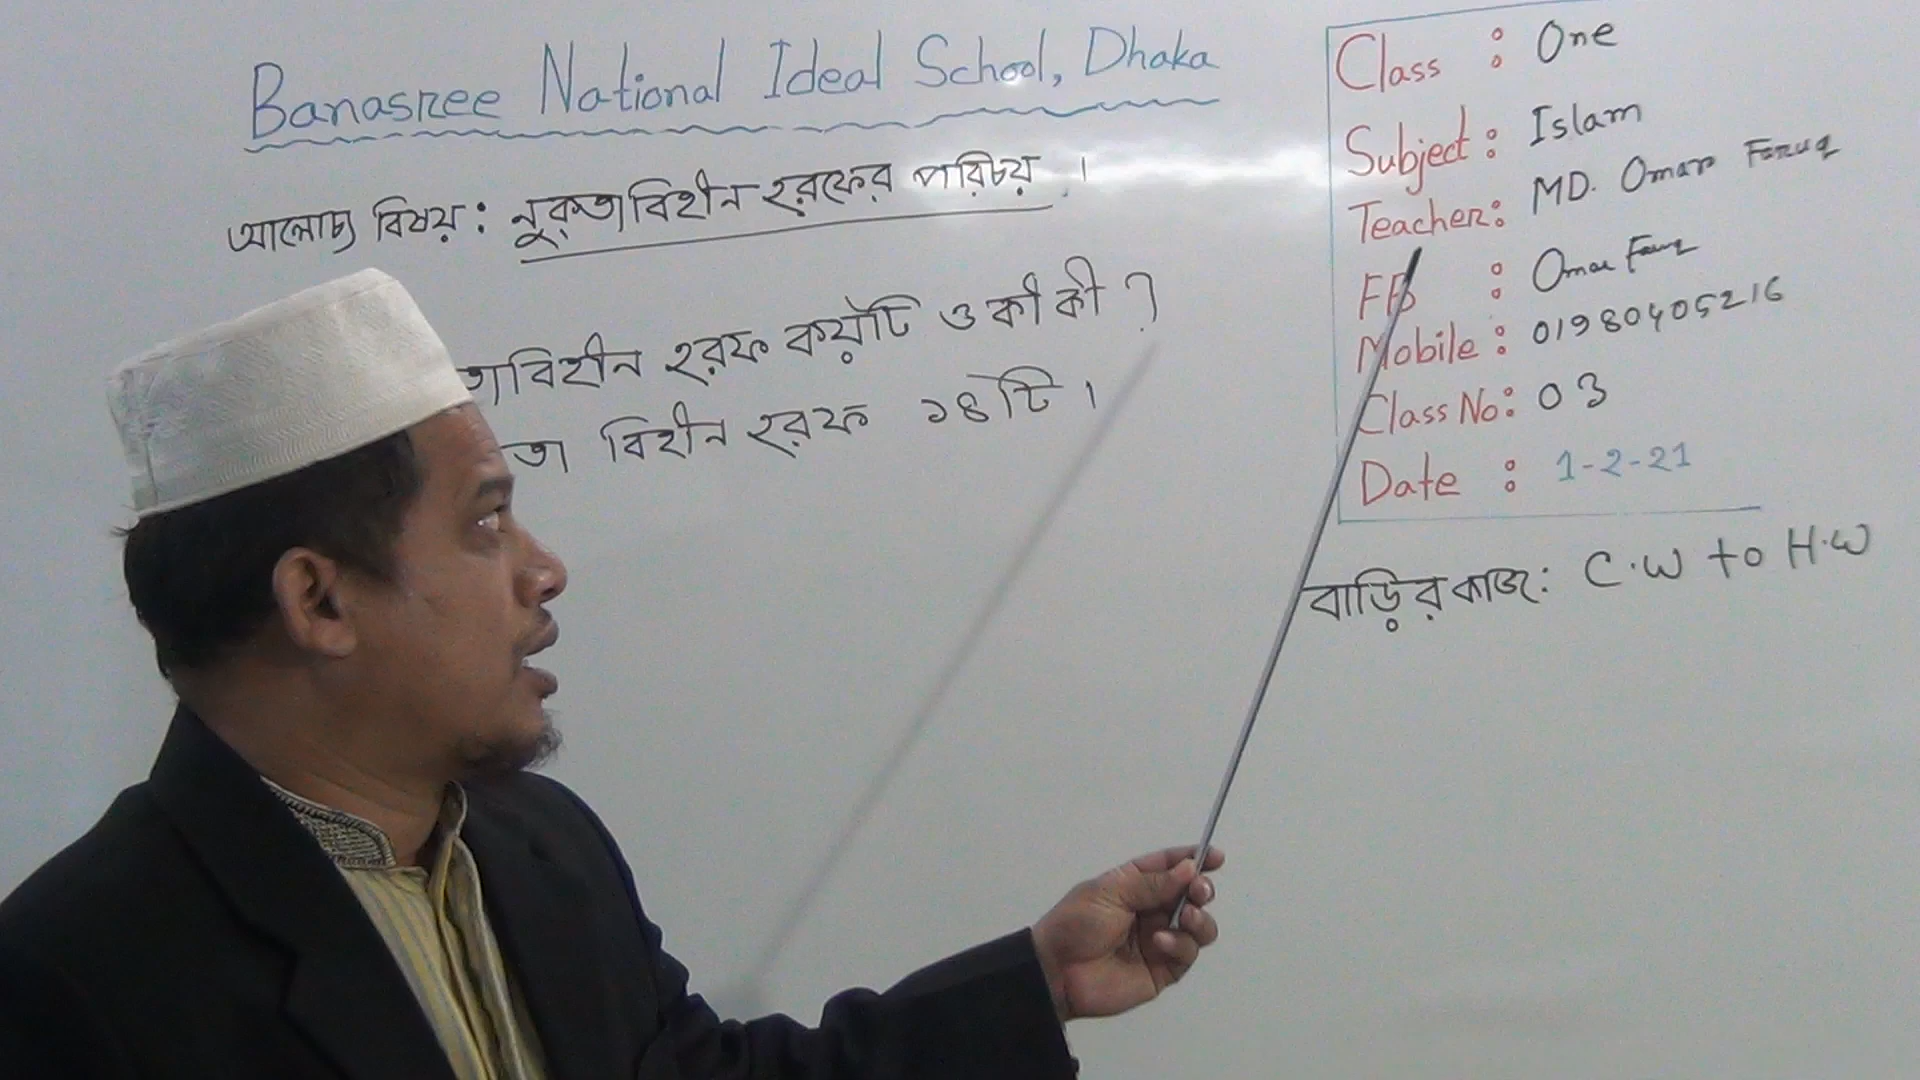 Banasree National Ideal School, Dhaka
আলোচ্য বিষয়: নুক্তাবিহীন হরফের পরিচয়।
তাবিহীন হরফ কয়টি ও কী কী?
তা বিহীন হরফ ১৪টি।
Class : One
Subject: Islam
Teacher: MD. Omar Faruq
FB : Omar Faruq
Mobile: 01980405216
Class No: 03
Date : 1-2-21
বাড়ির কাজ: C.W to H.W